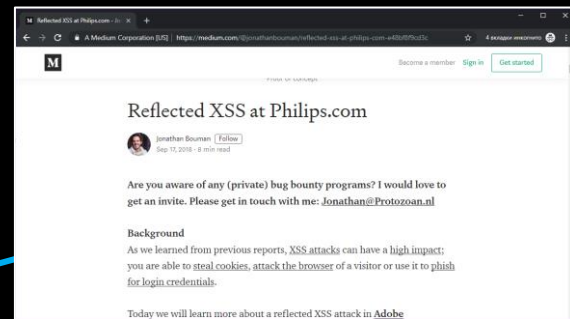 Reflected XSS at Philips.com
A Medium Corporation [US] | https://medium.com/@jonathanbouman/reflected-xss-at-philips-com-
4 вкладки инкогнито
M
Become a member Sign in Get started
Proof of concept
Reflected XSS at Philips.com
Jonathan Bouman Follow
Sep 17, 2018 · 8 min read
Are you aware of any (private) bug bounty programs? I would love to
get an invite. Please get in touch with me: Jonathan@Protozoan.nl
Background
As we learned from previous reports, XSS attacks can have a high impact;
you are able to steal cookies, attack the browser of a visitor or use it to phish
for login credentials.
Today we will learn more about a reflected XSS attack in Adobe